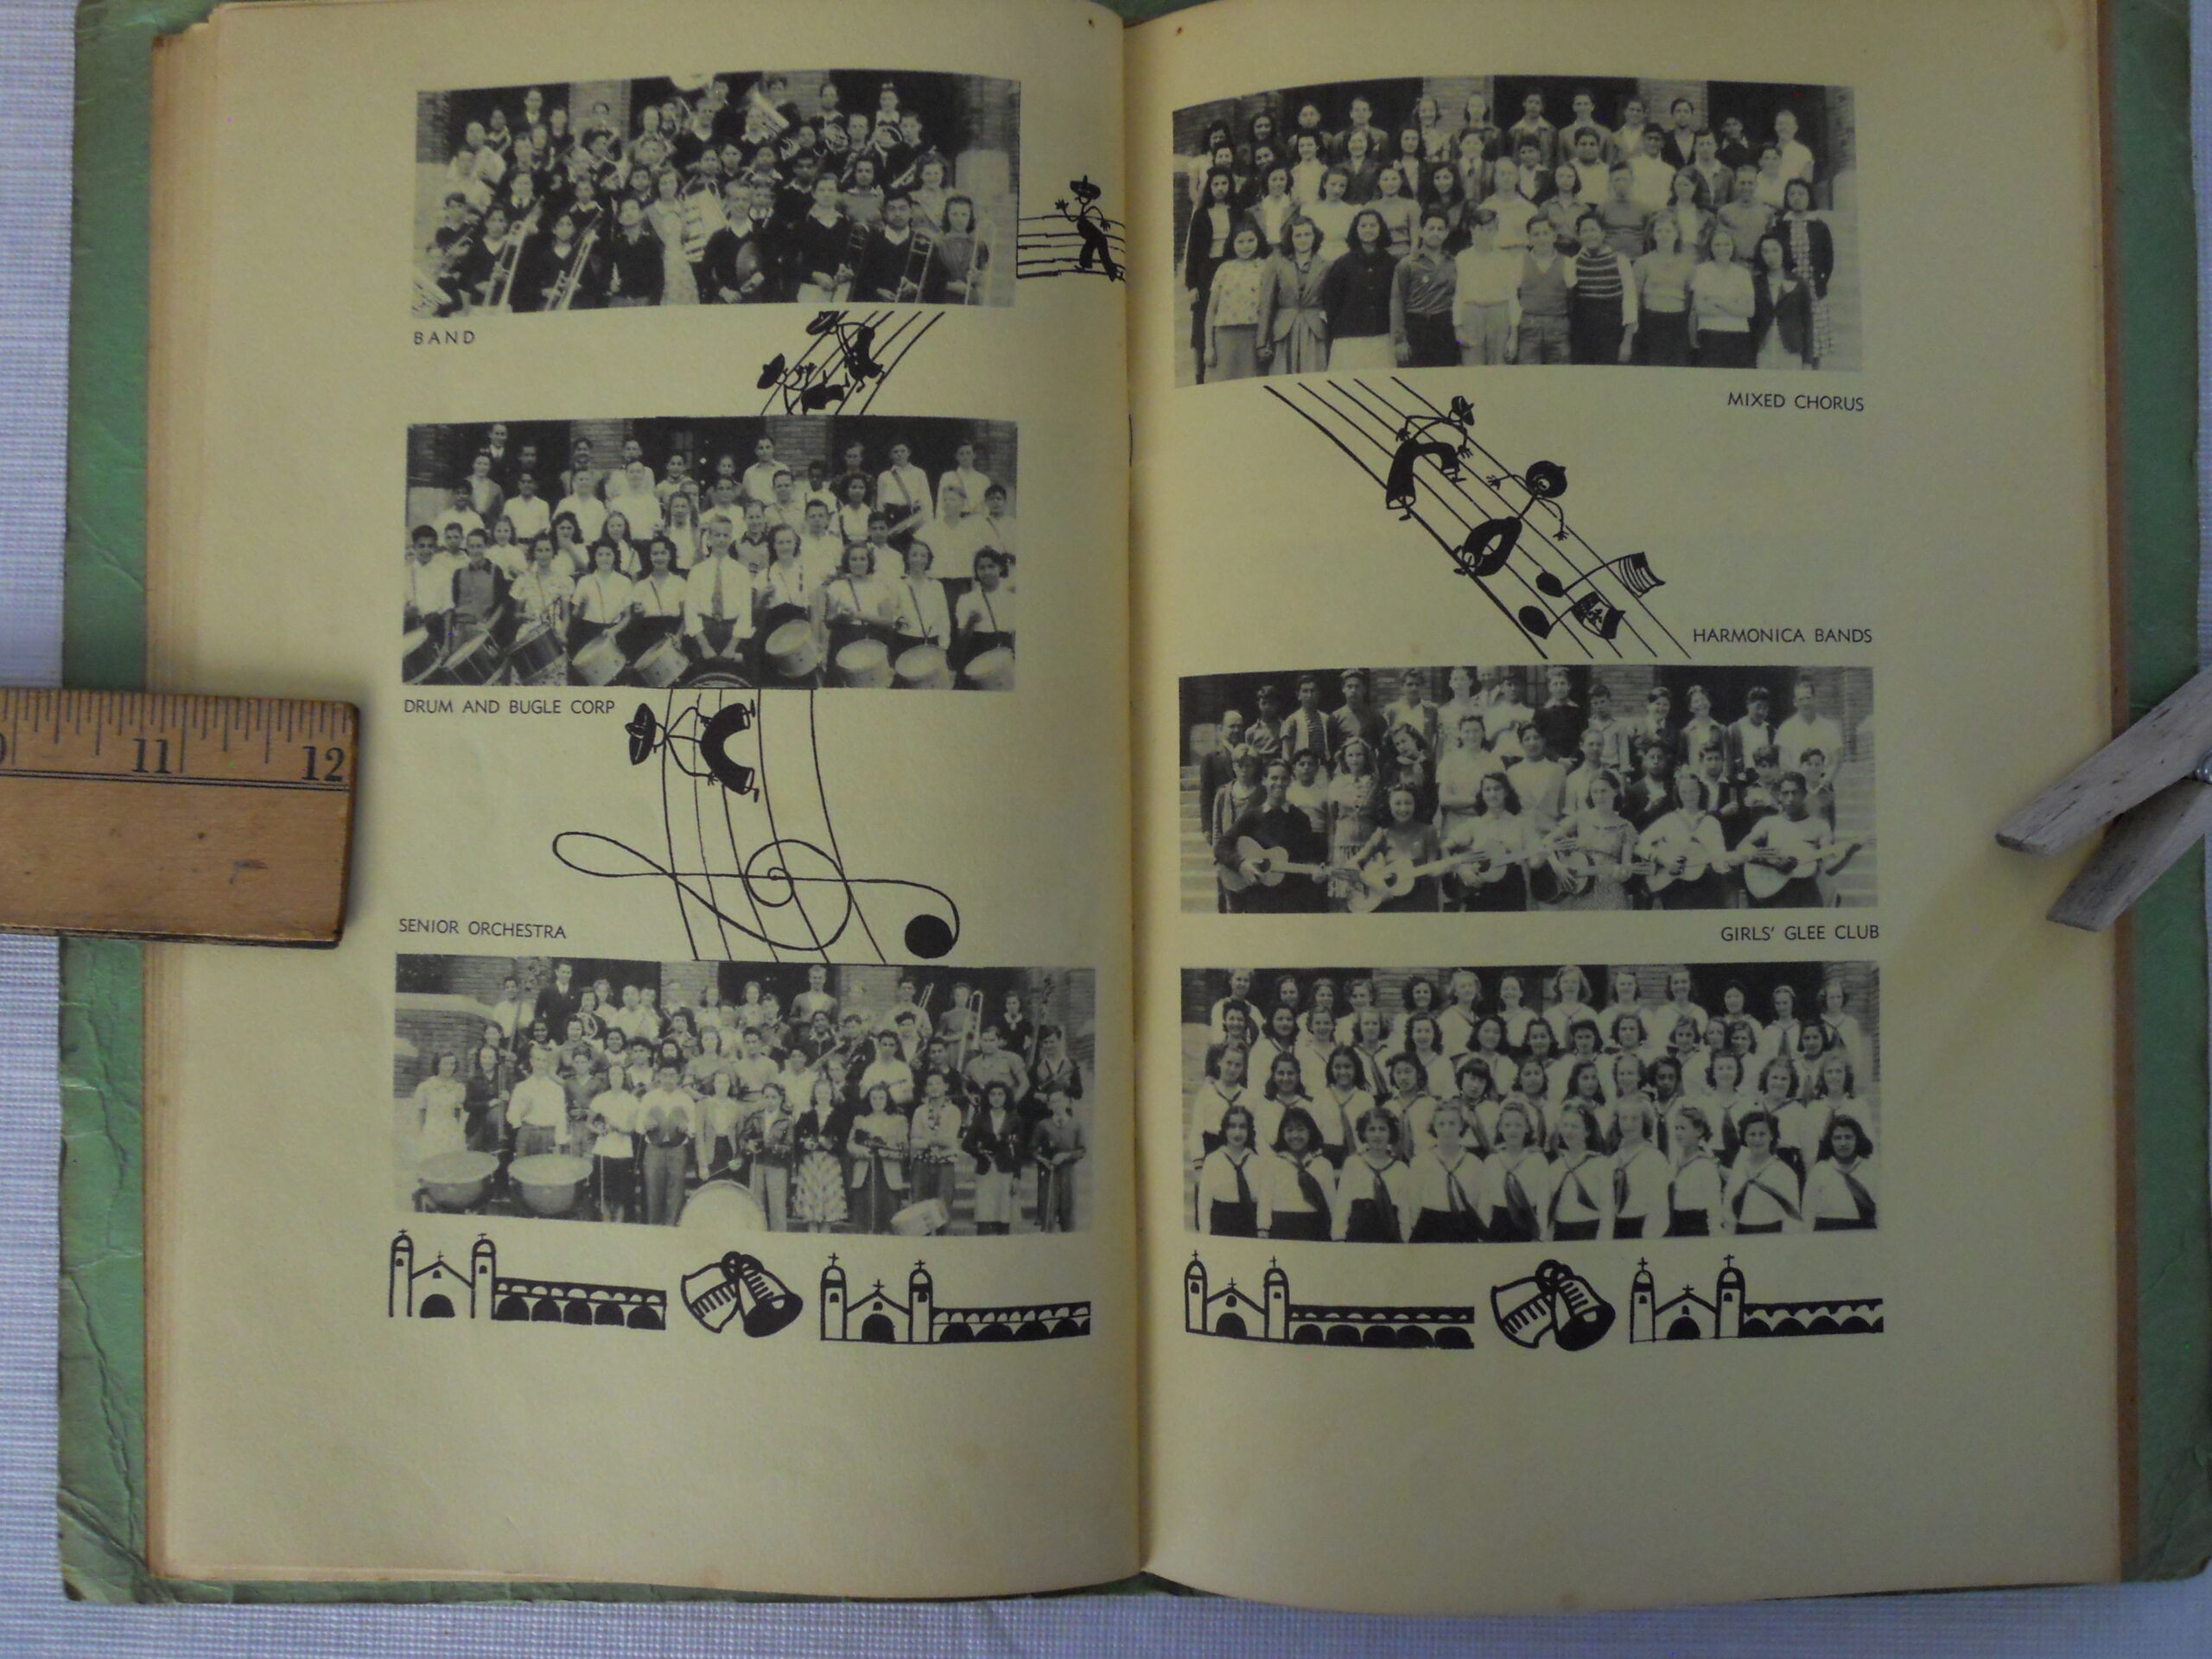 BAND
DRUM AND BUGLE CORP
11 12
SENIOR ORCHESTRA
MIXED CHORUS
HARMONICA BANDS
GIRLS' GLEE CLUB